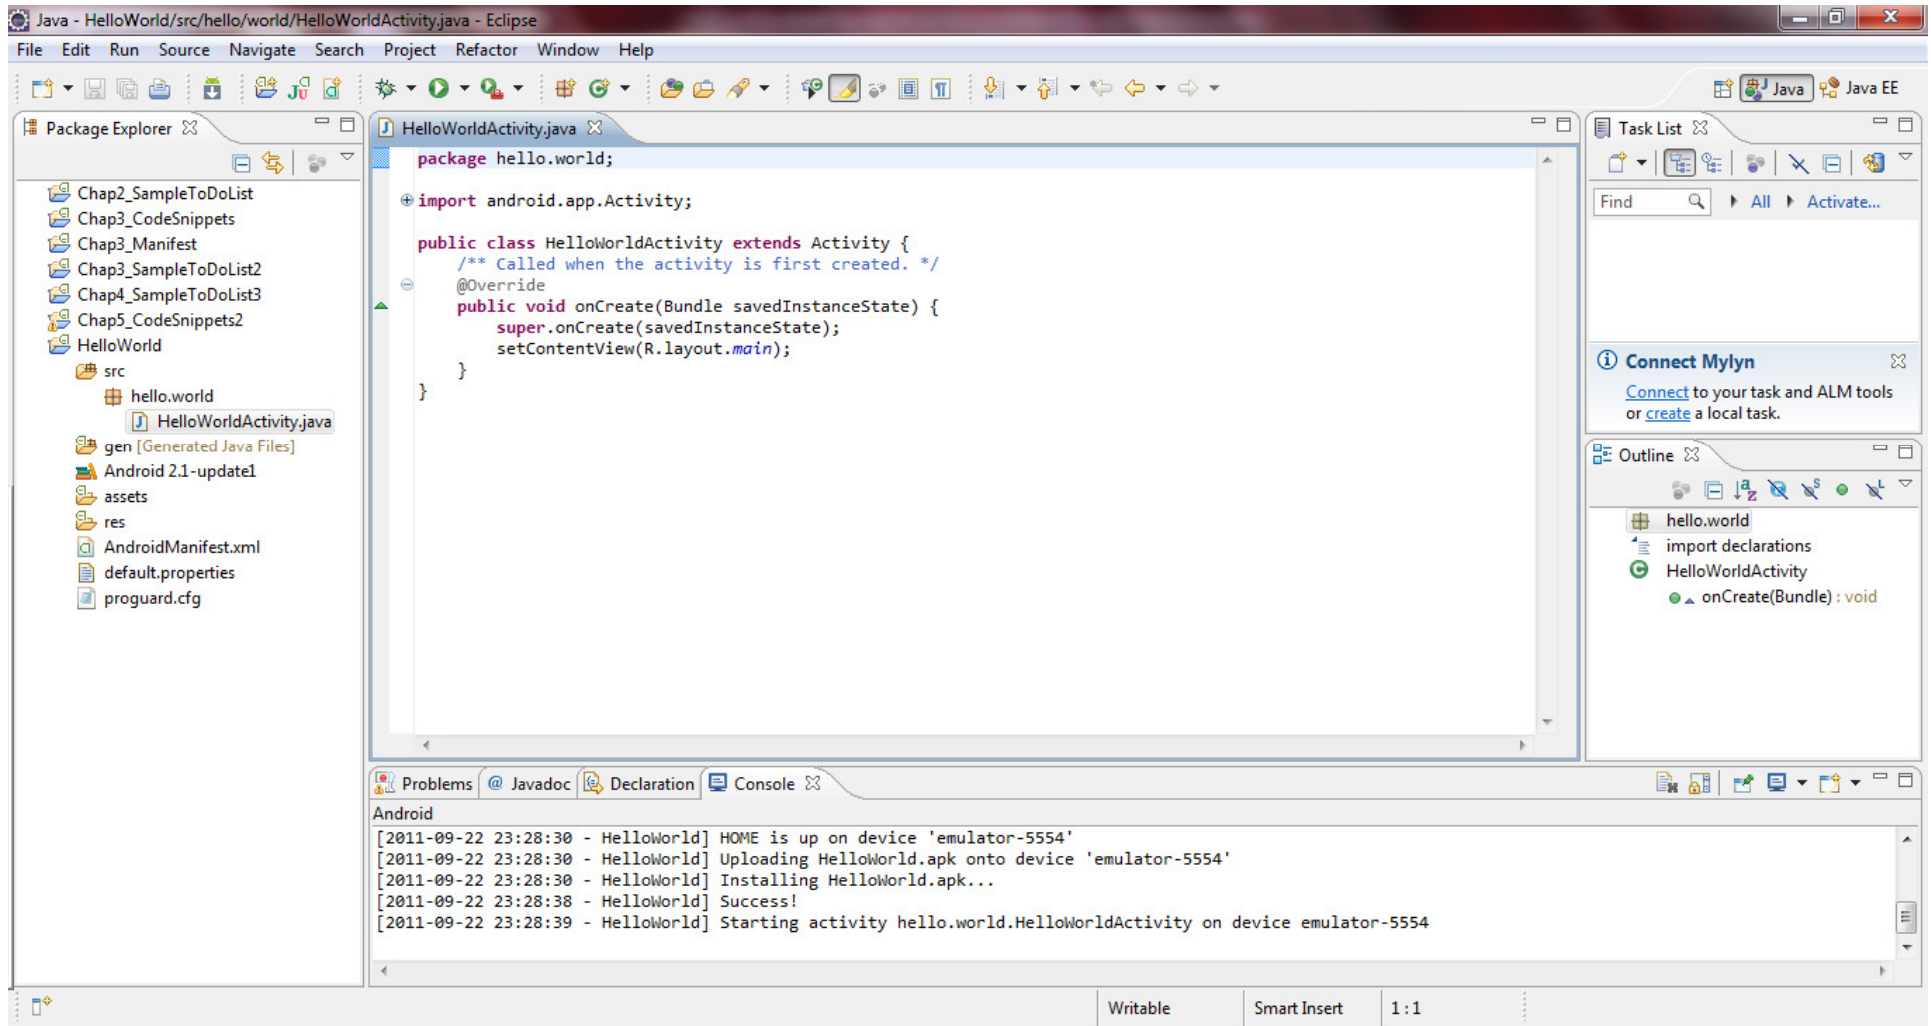 Java - HelloWorld/src/hello/world/HelloWorldActivity.java - Eclipse
File Edit Run Source Navigate Search Project Refactor Window Help
Java Java EE
Package Explorer
Chap2_SampleToDoList
Chap3_CodeSnippets
Chap3_Manifest
Chap3_SampleToDoList2
Chap4_SampleToDoList3
Chap5_CodeSnippets2
HelloWorld
src
hello.world
HelloWorldActivity.java
gen [Generated Java Files]
Android 2.1-update1
assets
res
AndroidManifest.xml
default.properties
proguard.cfg
HelloWorldActivity.java
package hello.world;
import android.app.Activity;
public class HelloWorldActivity extends Activity {
/** Called when the activity is first created. */
@Override
public void onCreate(Bundle savedInstanceState) {
super.onCreate(savedInstanceState);
setContentView(R.layout.main);
}
}
Task List
Find All Activate...
Connect Mylyn
Connect to your task and ALM tools
or create a local task.
Outline
hello.world
import declarations
HelloWorldActivity
onCreate(Bundle) : void
Problems @ Javadoc Declaration Console
Android
[2011-09-22 23:28:30 - HelloWorld] HOME is up on device 'emulator-5554'
[2011-09-22 23:28:30 - HelloWorld] Uploading HelloWorld.apk onto device 'emulator-5554'
[2011-09-22 23:28:30 - HelloWorld] Installing HelloWorld.apk...
[2011-09-22 23:28:38 - HelloWorld] Success!
[2011-09-22 23:28:39 - HelloWorld] Starting activity hello.world.HelloWorldActivity on device emulator-5554
Writable Smart Insert 1 : 1